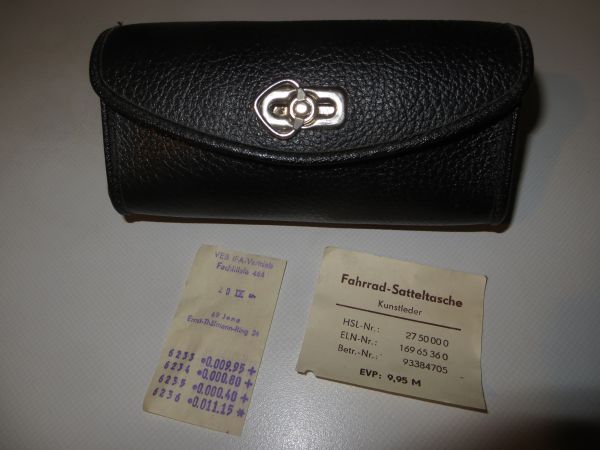 VEB IFA-Vertrieb
Fachfiliale 464
20 IX 5
69 Jena
Ernst-Thälmann-Ring 24
6233 *0.009.95 +
6234 *0.000.80 +
6235 *0.000.40 +
6236 *0.011.15 *
Fahrrad-Satteltasche
Kunstleder
HSL-Nr.: 27 50 00 0
ELN-Nr.: 169 65 36 0
Betr.-Nr.: 93384705
EVP: 9,95 M